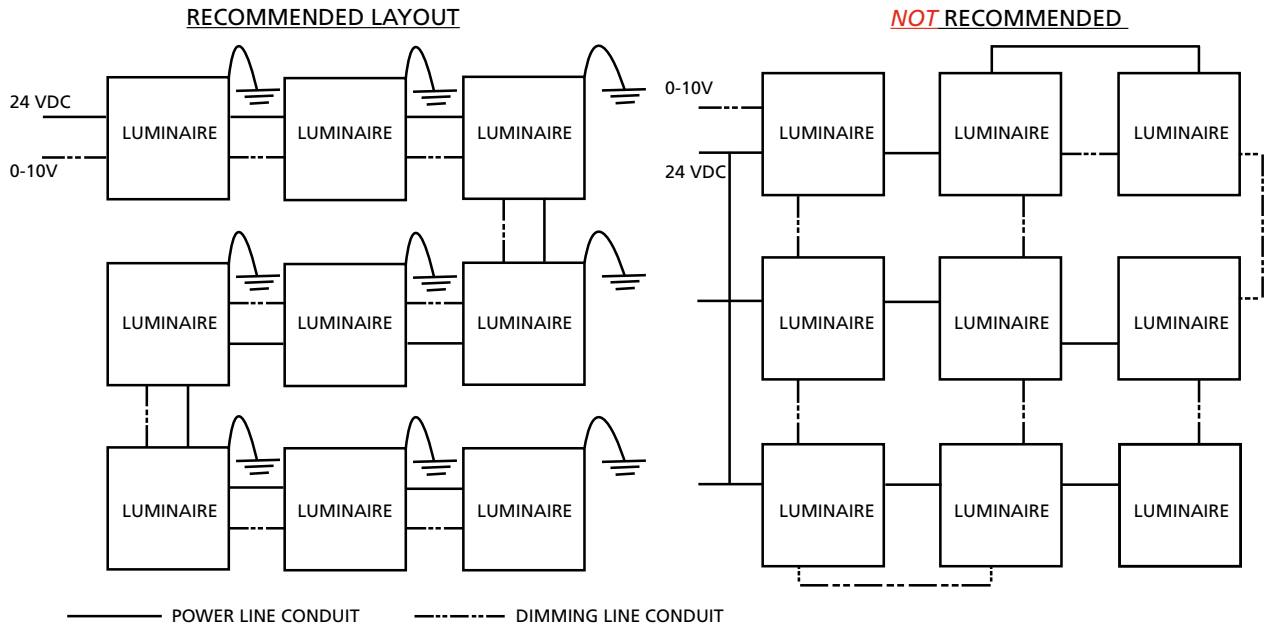 RECOMMENDED LAYOUT
24 VDC
0-10V
LUMINAIRE LUMINAIRE LUMINAIRE
LUMINAIRE LUMINAIRE LUMINAIRE
LUMINAIRE LUMINAIRE LUMINAIRE
NOT RECOMMENDED
0-10V
24 VDC
LUMINAIRE LUMINAIRE LUMINAIRE
LUMINAIRE LUMINAIRE LUMINAIRE
LUMINAIRE LUMINAIRE LUMINAIRE
POWER LINE CONDUIT
DIMMING LINE CONDUIT